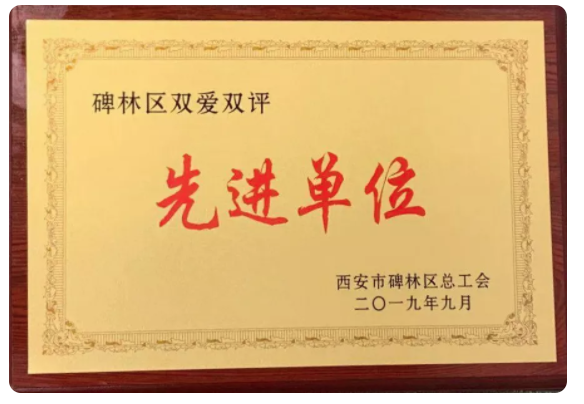 碑林区双爱双评
先进单位
西安市碑林区总工会
二〇一九年九月